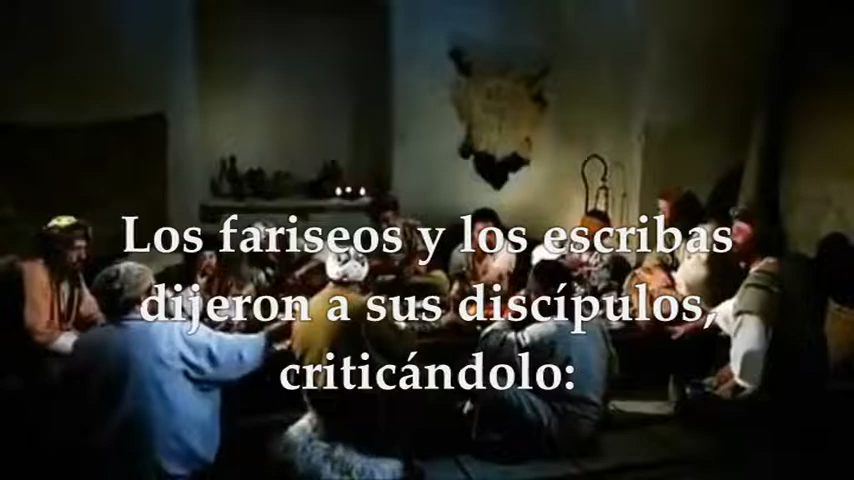 Los fariseos y los escribas
dijeron a sus discípulos,
criticándolo: